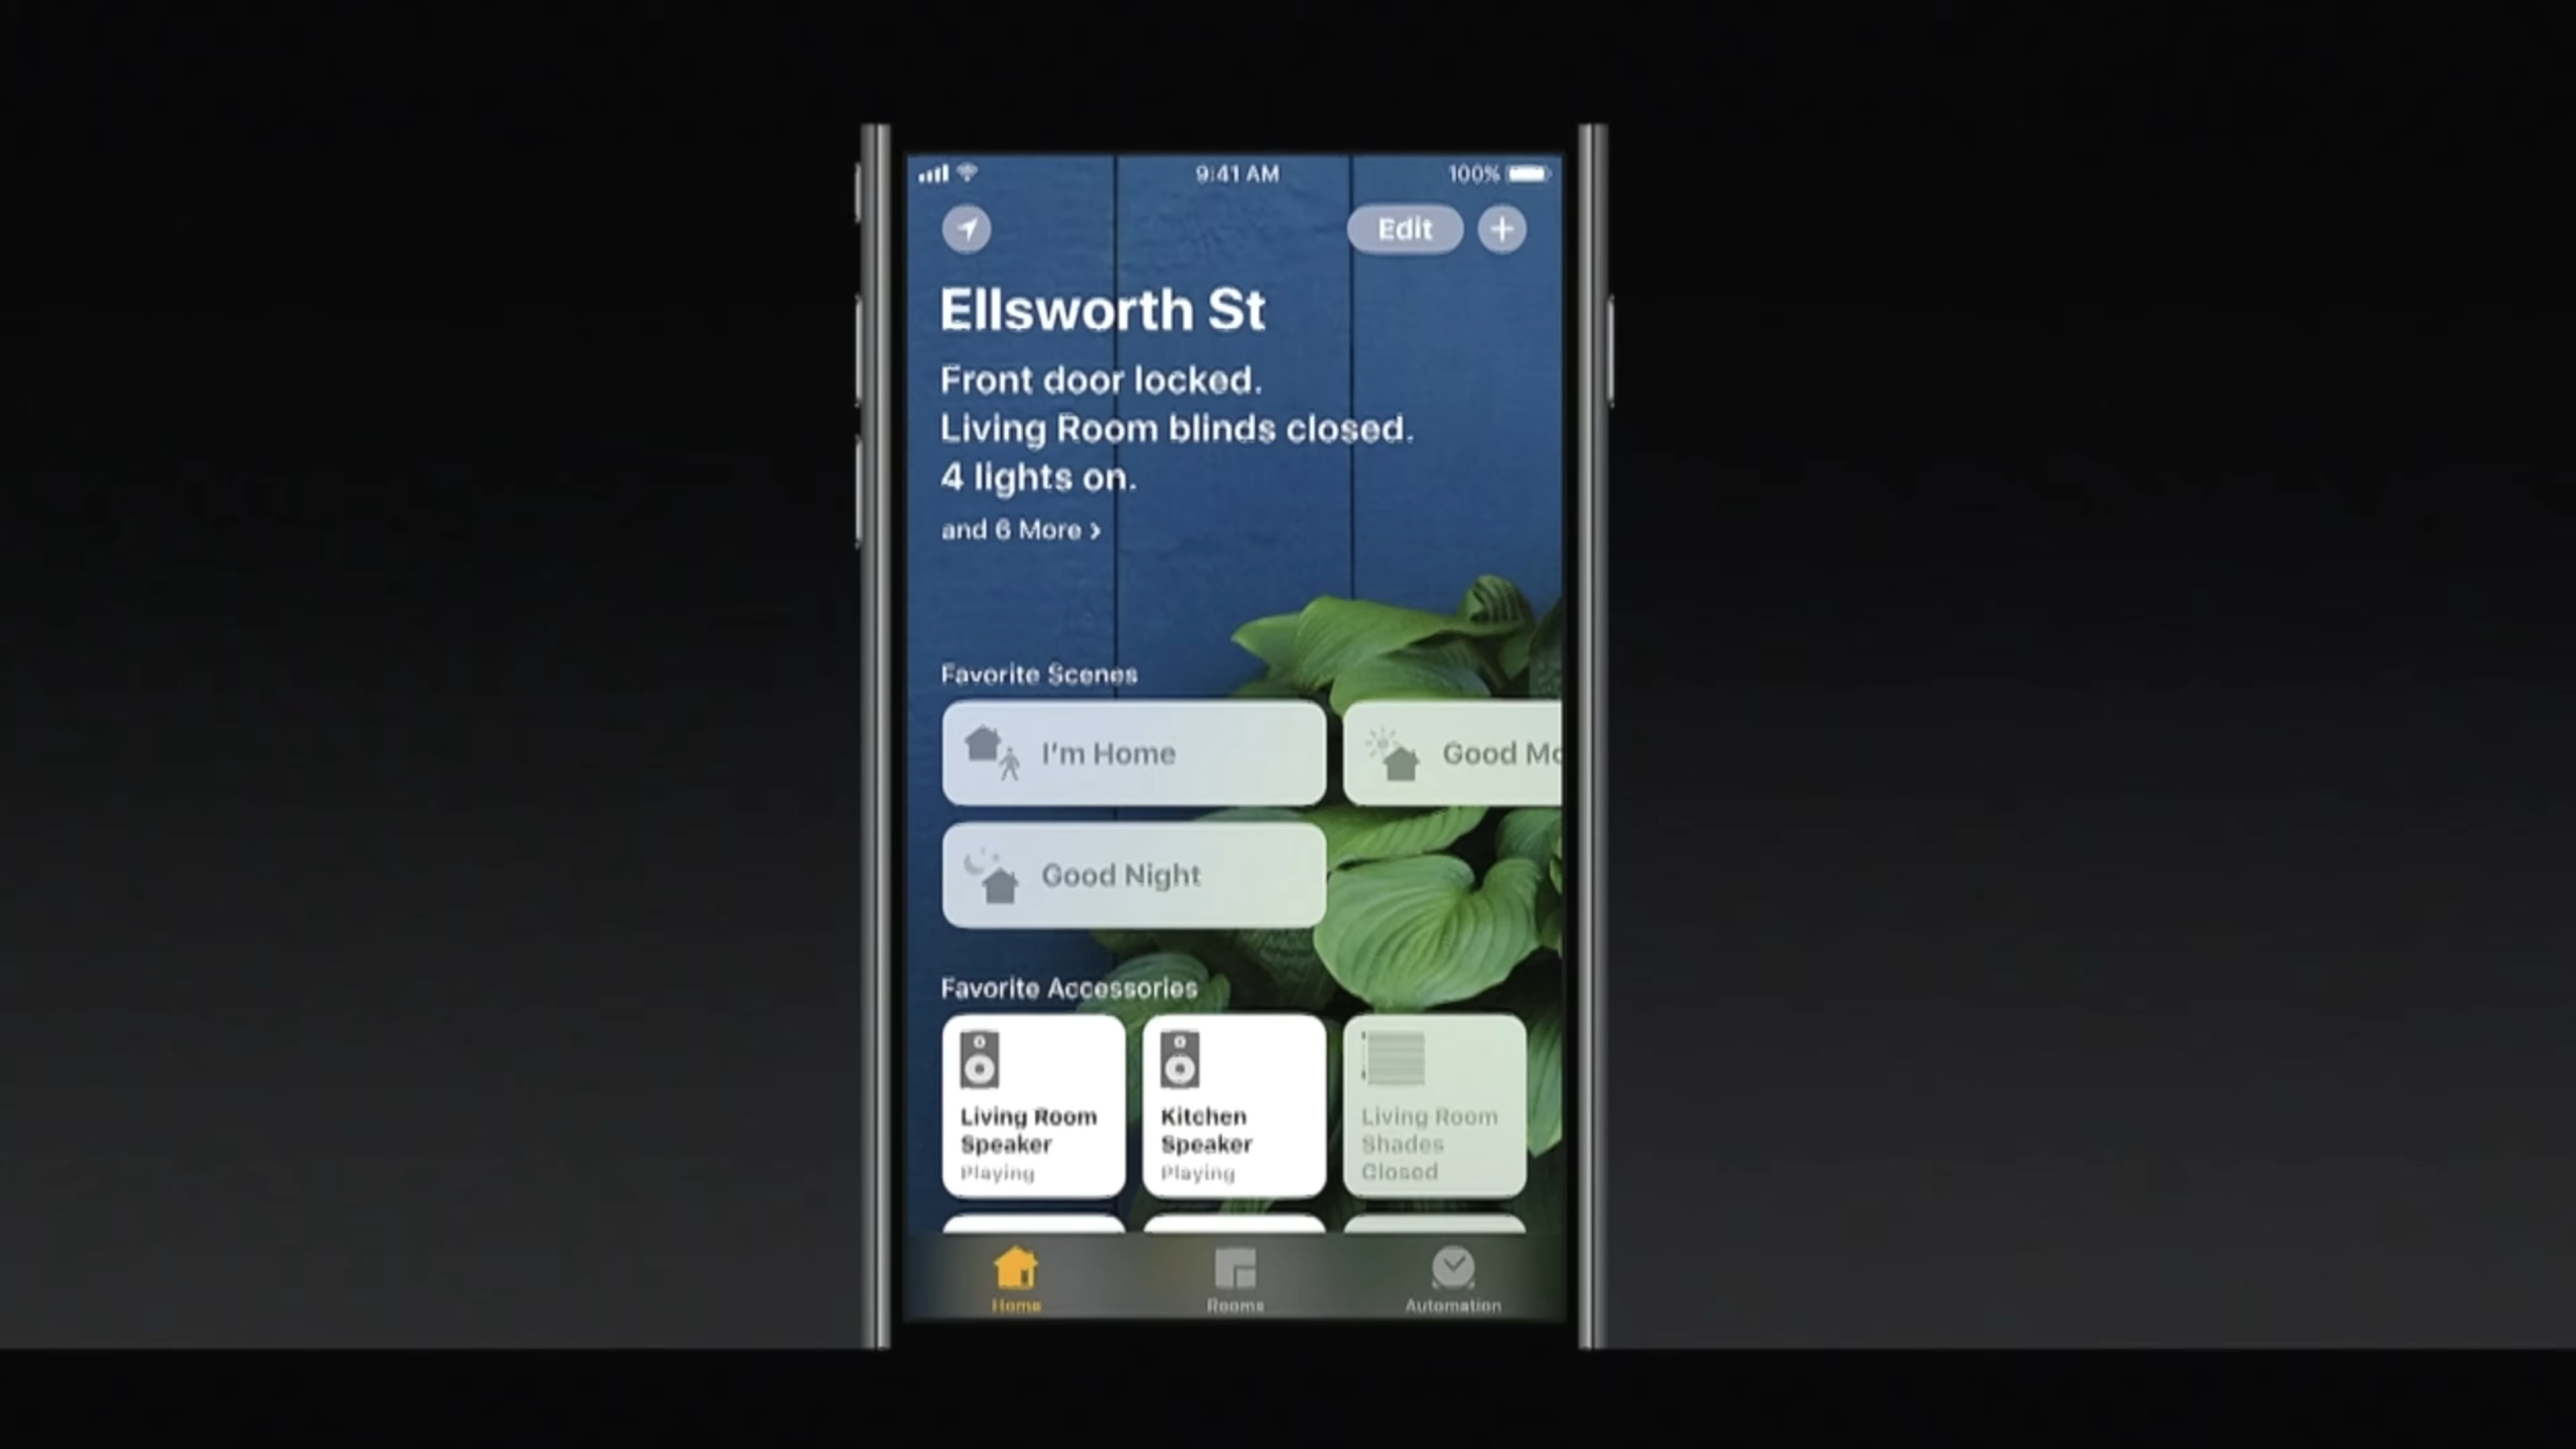 9:41 AM
100%
Edit
Ellsworth St
Front door locked.
Living Room blinds closed.
4 lights on.
and 6 More >
Favorite Scenes
I'm Home
Good Mo
Good Night
Favorite Accessories
Living Room
Speaker
Playing
Kitchen
Speaker
Playing
Living Room
Shades
Closed
Home
Rooms
Automation